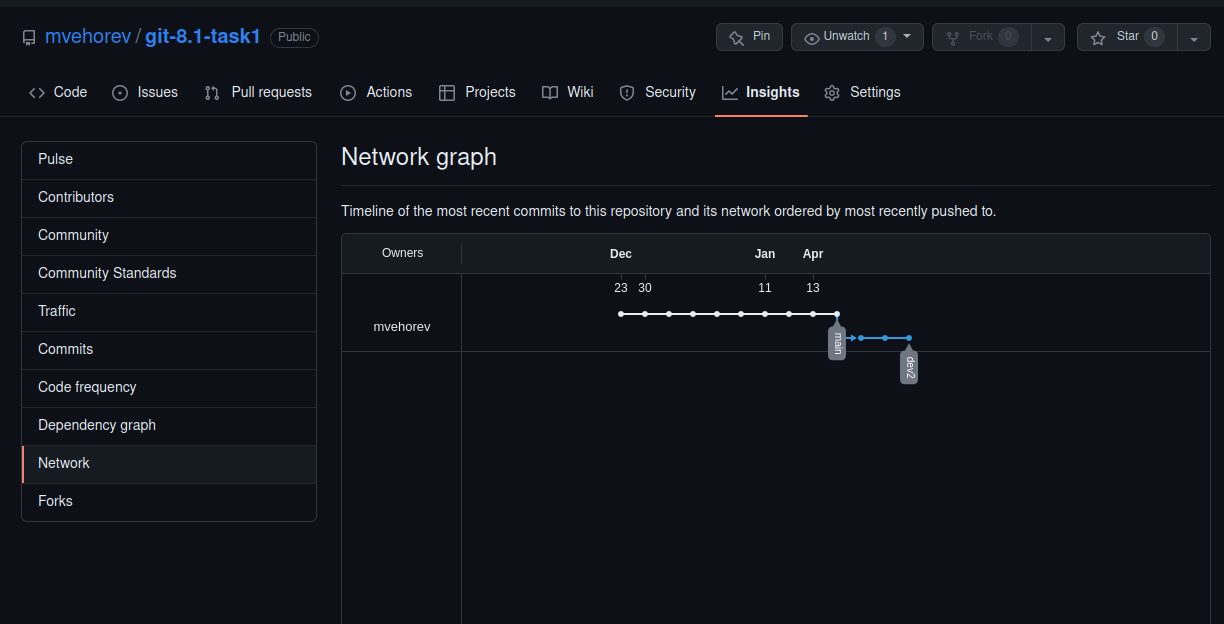 mvehorev / git-8.1-task1 Public Pin Unwatch 1 Fork 0 Star 0
Code Issues Pull requests Actions Projects Wiki Security Insights Settings
Pulse
Contributors
Community
Community Standards
Traffic
Commits
Code frequency
Dependency graph
Network
Forks
Network graph
Timeline of the most recent commits to this repository and its network ordered by most recently pushed to.
Owners Dec Jan Apr
23 30 11 13
mvehorev
main
dev2